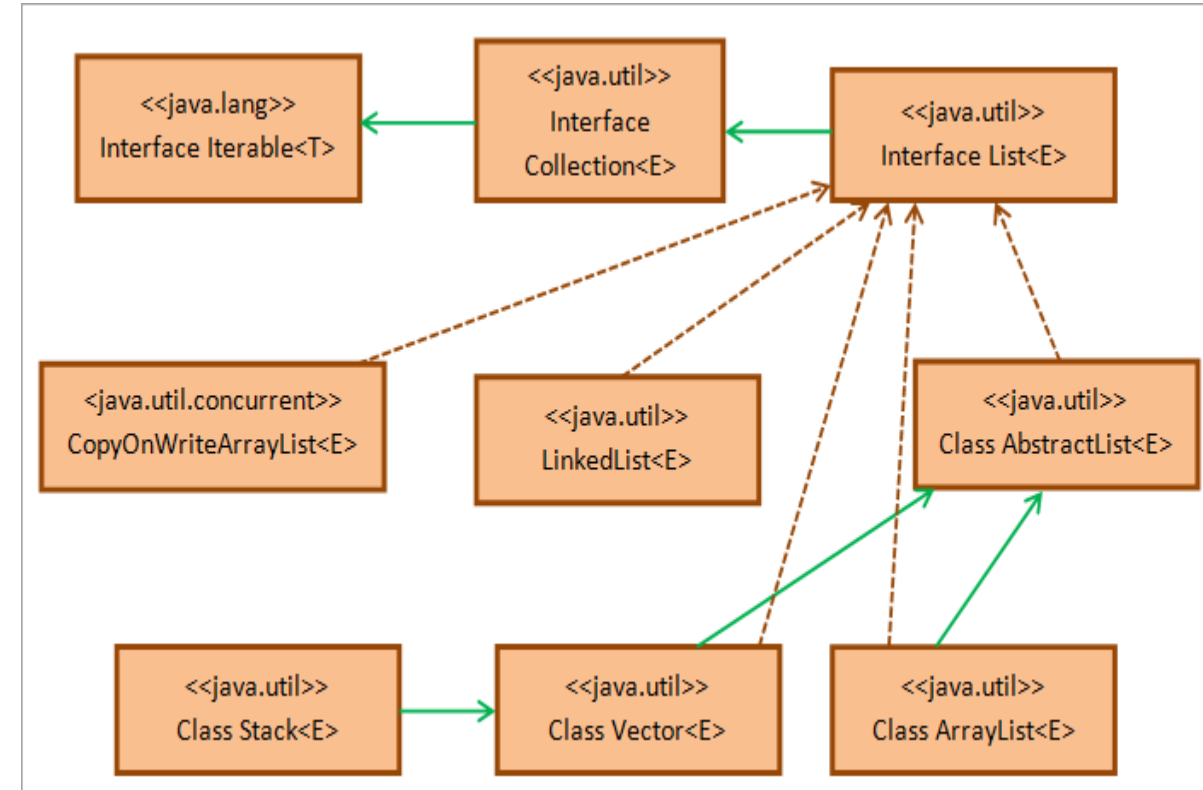 <<java.lang>>
Interface Iterable<T>
<<java.util>>
Interface
Collection<E>
<<java.util>>
Interface List<E>
<java.util.concurrent>>
CopyOnWriteArrayList<E>
<<java.util>>
LinkedList<E>
<<java.util>>
Class AbstractList<E>
<<java.util>>
Class Stack<E>
<<java.util>>
Class Vector<E>
<<java.util>>
Class ArrayList<E>